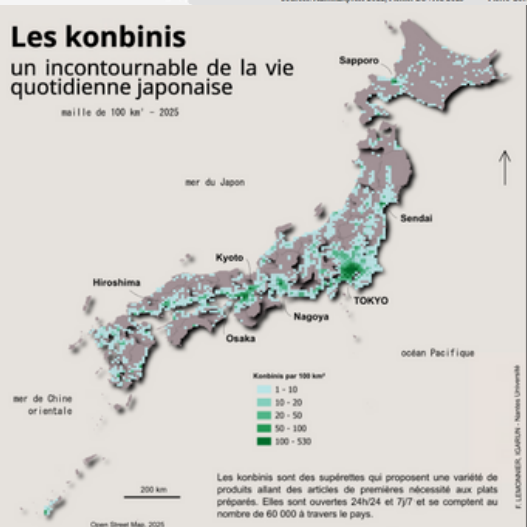 Les konbinis
un incontournable de la vie
quotidienne japonaise
maille de 100 km² - 2025
Sapporo
mer du Japon
Sendai
Kyoto
Hiroshima
TOKYO
Nagoya
Osaka
océan Pacifique
Konbinis par 100 km²
1 - 10
10 - 20
20 - 50
50 - 100
100 - 530
mer de Chine
orientale
200 km
Les konbinis sont des supérettes qui proposent une variété de
produits allant des articles de premières nécessité aux plats
préparés. Elles sont ouvertes 24h/24 et 7j/7 et se comptent au
nombre de 60 000 à travers le pays.
Open Street Map, 2025
F. LEMONNIER, IGARUN - Nantes Université